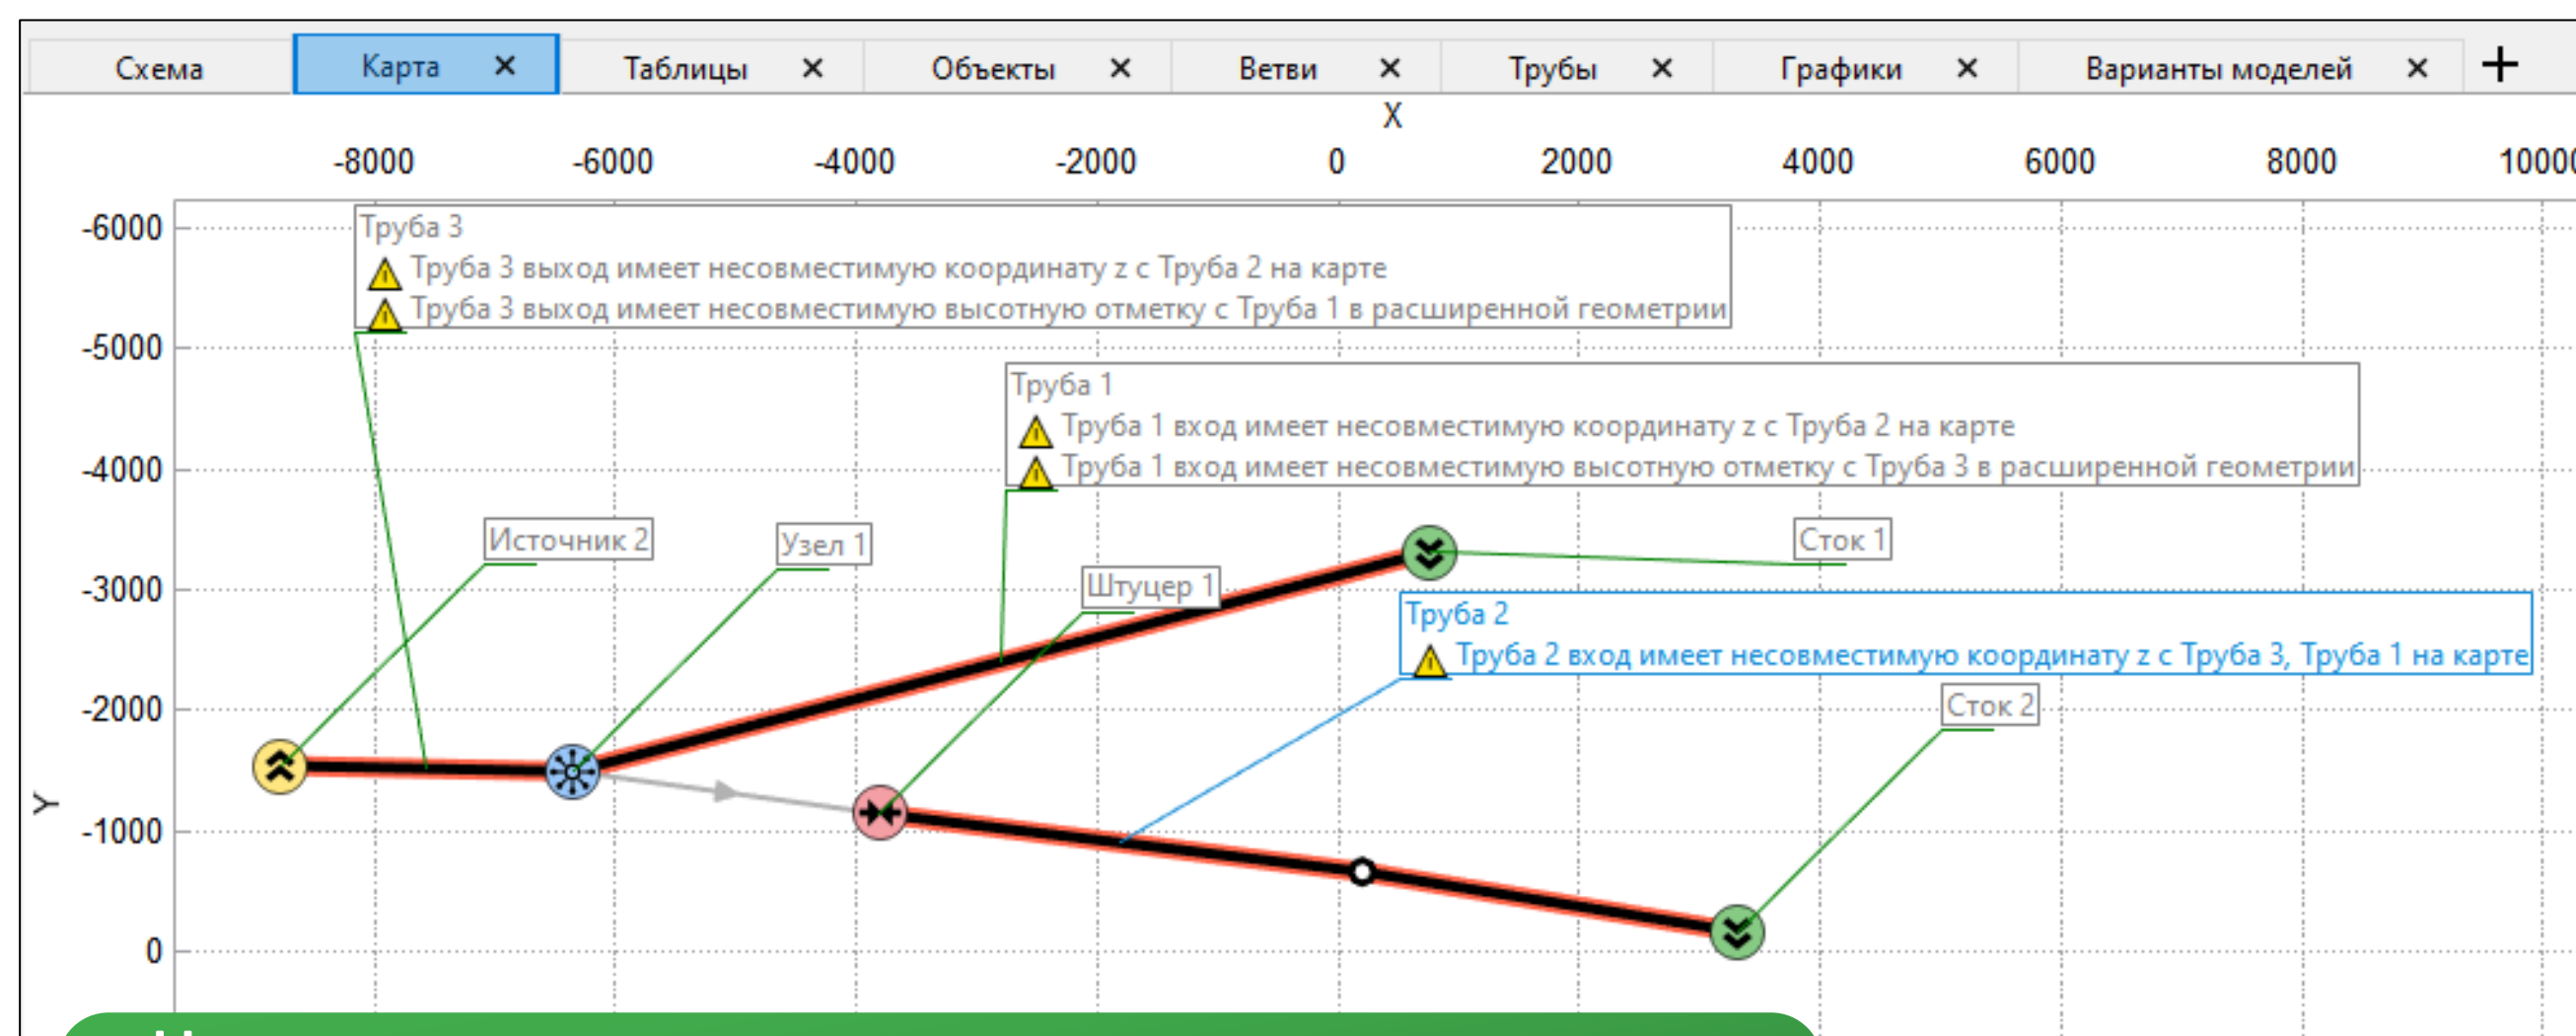 Схема Карта Таблицы Объекты Ветви Трубы Графики Варианты моделей
X
-8000 -6000 -4000 -2000 0 2000 4000 6000 8000 10000
-6000
Труба 3
Труба 3 выход имеет несовместимую координату z с Труба 2 на карте
Труба 3 выход имеет несовместимую высотную отметку с Труба 1 в расширенной геометрии
-5000
Труба 1
Труба 1 вход имеет несовместимую координату z с Труба 2 на карте
Труба 1 вход имеет несовместимую высотную отметку с Труба 3 в расширенной геометрии
-4000
Источник 2
Узел 1
Сток 1
Штуцер 1
-3000
Труба 2
Труба 2 вход имеет несовместимую координату z с Труба 3, Труба 1 на карте
Сток 2
-2000
Y
-1000
0